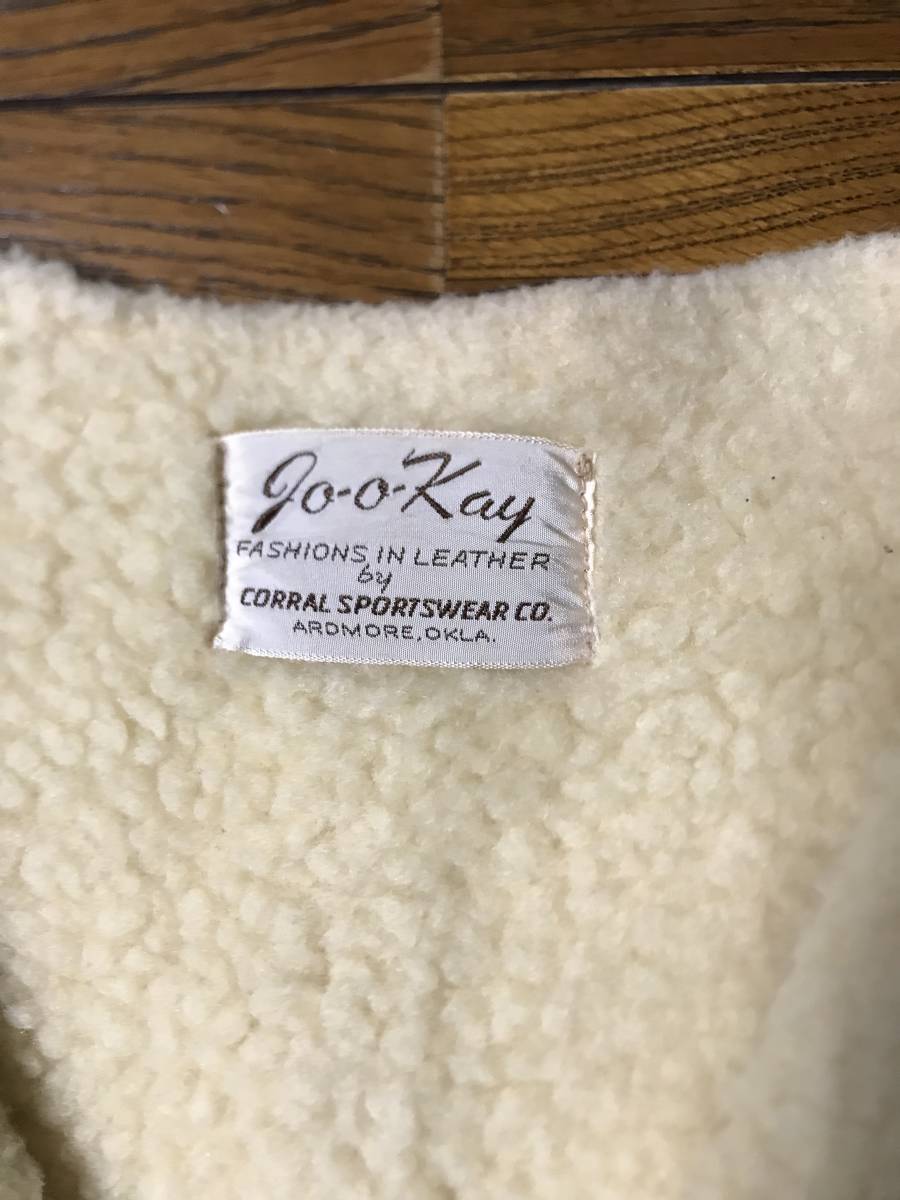 Jo-o-Kay
FASHIONS IN LEATHER
by
CORRAL SPORTSWEAR CO.
ARDMORE, OKLA.